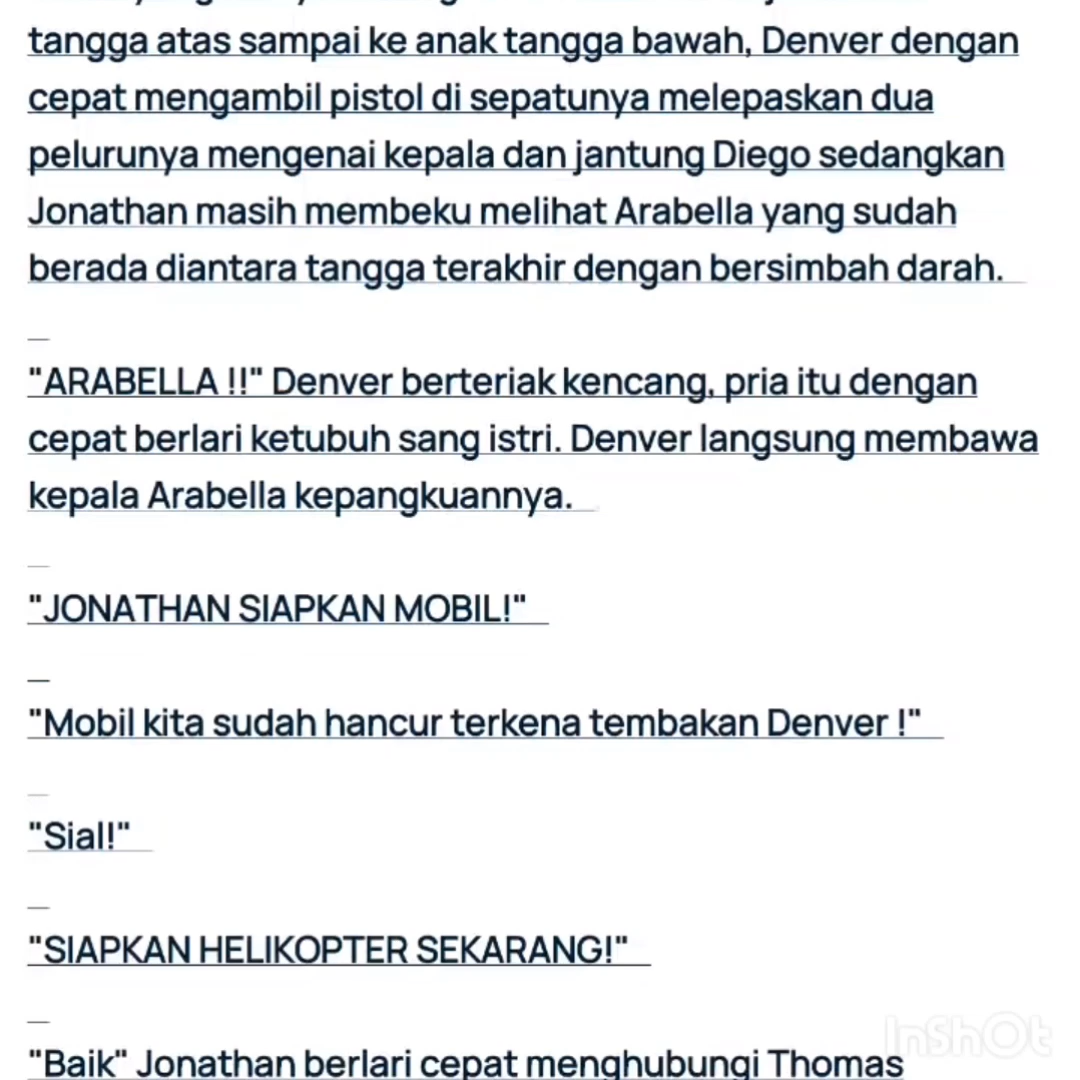 tangga atas sampai ke anak tangga bawah, Denver dengan
cepat mengambil pistol di sepatunya melepaskan dua
pelurunya mengenai kepala dan jantung Diego sedangkan
Jonathan masih membeku melihat Arabella yang sudah
berada diantara tangga terakhir dengan bersimbah darah.
"ARABELLA !!" Denver berteriak kencang, pria itu dengan
cepat berlari ketubuh sang istri. Denver langsung membawa
kepala Arabella kepangkuannya.
"JONATHAN SIAPKAN MOBIL!"
"Mobil kita sudah hancur terkena tembakan Denver !"
"Sial!"
"SIAPKAN HELIKOPTER SEKARANG!"
"Baik" Jonathan berlari cepat menghubungi Thomas
InShOt